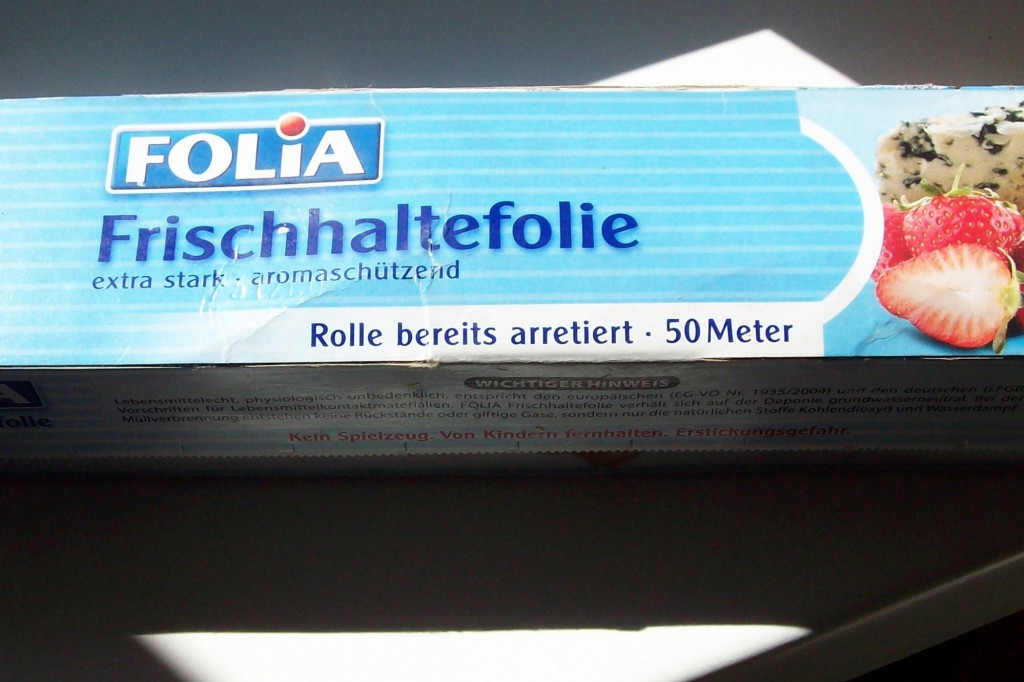 FOLiA
Frischhaltefolie
extra stark · aromaschützend
Rolle bereits arretiert · 50 Meter
A
folie
WICHTIGER HINWEIS
Lebensmittelecht, physiologisch unbedenklich, entspricht den europäischen (EG-VO Nr. 1935/2004) und den deutschen (LFGB
Vorschriften für Lebensmittelkontaktmaterialien. FOLIA Frischhaltefolie verhält sich auf der Deponie grundwasserneutral. Bei der
Müllverbrennung entstehen keine Rückstände oder giftige Gase, sondern nur die natürlichen Stoffe Kohlendioxyd und Wasserdampf.
Kein Spielzeug. Von Kindern fernhalten. Erstickungsgefahr.